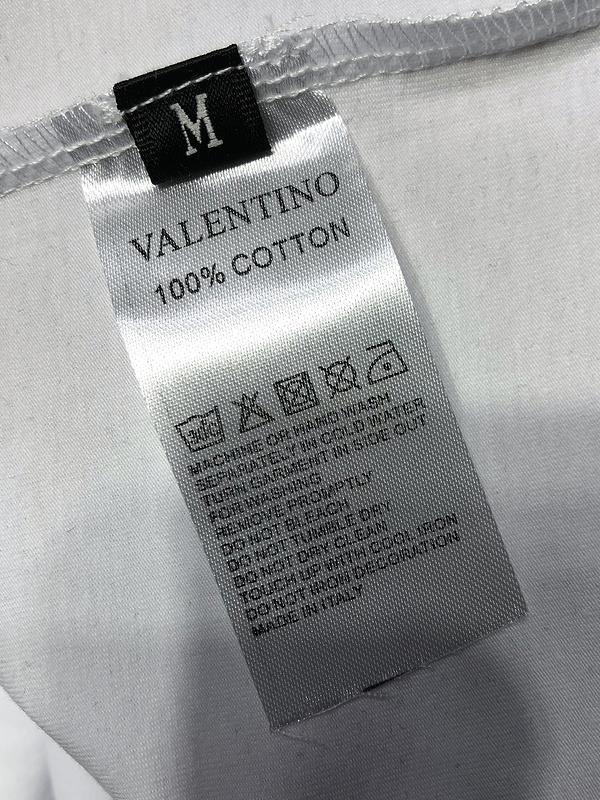 M
VALENTINO
100% COTTON
MACHINE OR HAND WASH
SEPARATELY IN COLD WATER
TURN GARMENT IN SIDE OUT
FOR WASHING
REMOVE PROMPTLY
DO NOT BLEACH
DO NOT TUMBLE DRY
DO NOT DRY CLEAN
TOUCH UP WITH COOL IRON
DO NOT IRON DECORATION
MADE IN ITALY